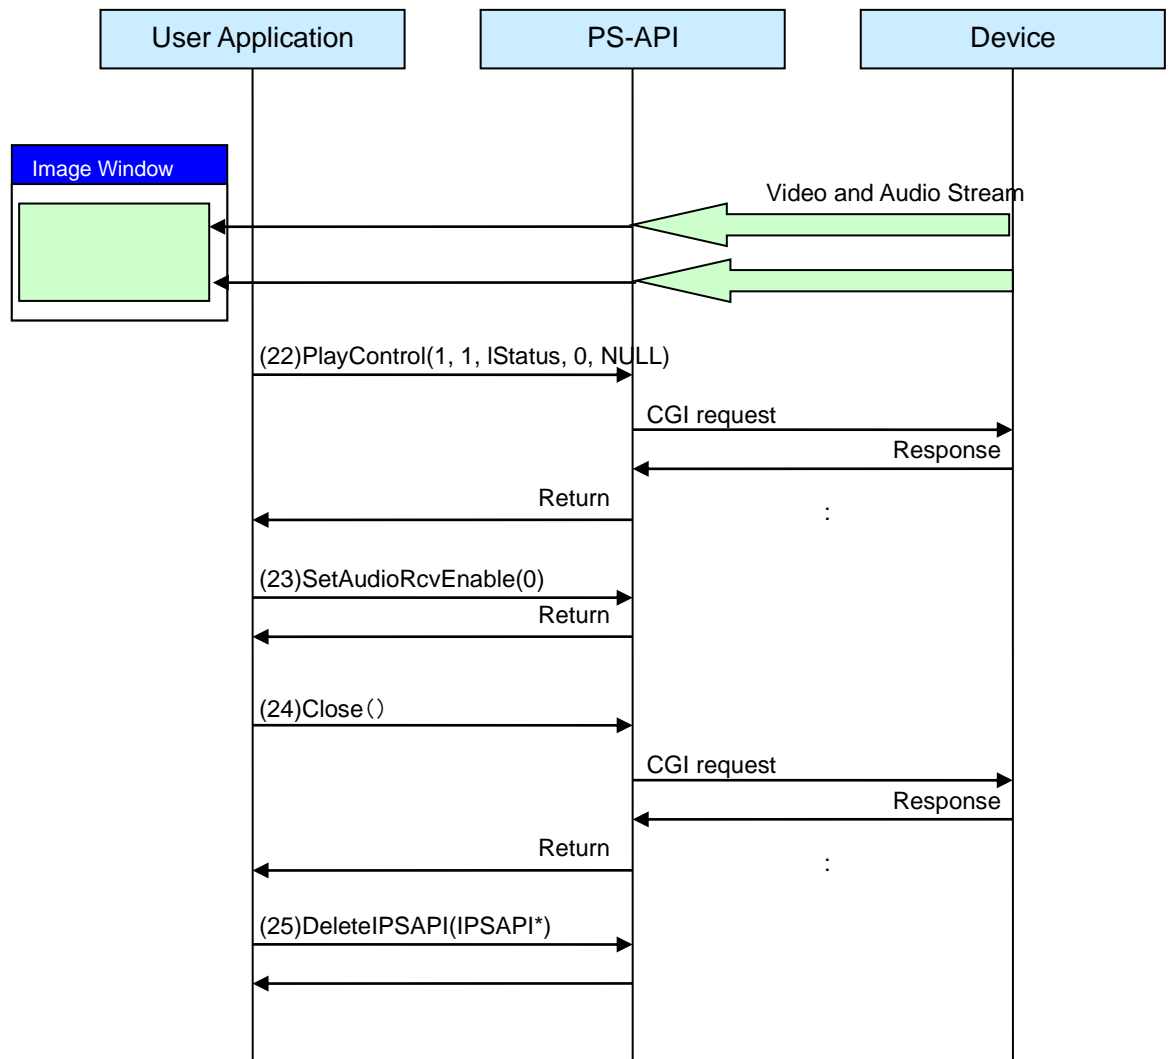 User Application
PS-API
Device
Image Window
Video and Audio Stream
(22)PlayControl(1, 1, lStatus, 0, NULL)
CGI request
Response
Return
:
(23)SetAudioRcvEnable(0)
Return
(24)Close()
CGI request
Response
Return
:
(25)DeleteIPSAPI(IPSAPI*)